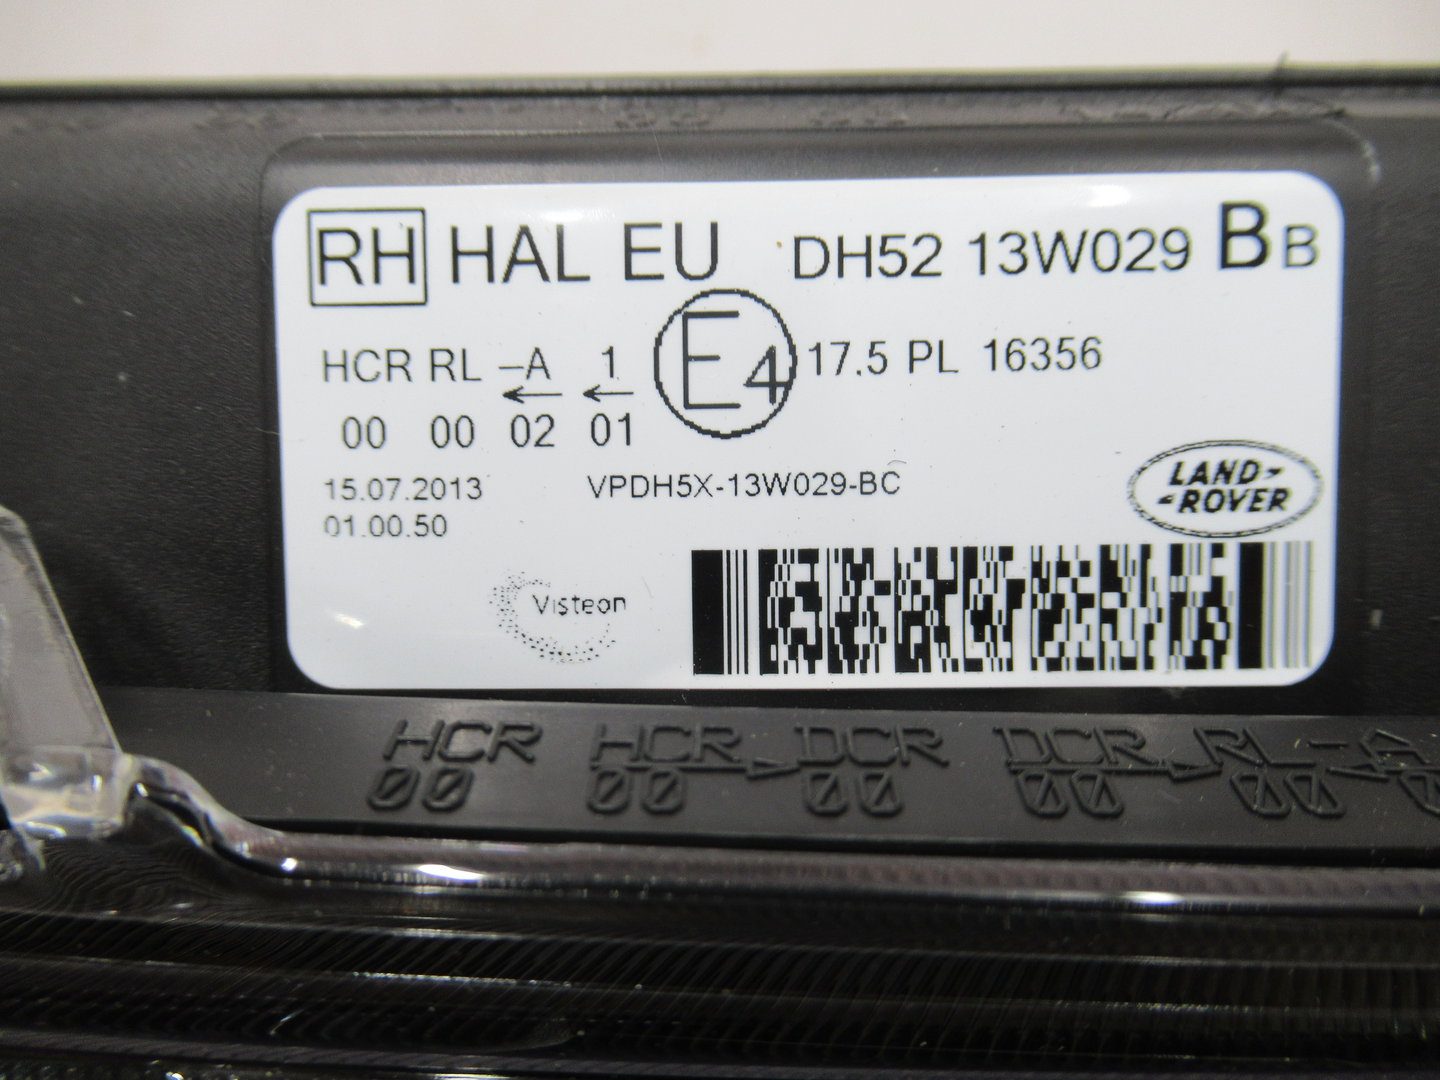 RH HAL EU DH52 13W029 B B
HCR RL -A 1 E4 17.5 PL 16356
← ←
00 00 02 01
15.07.2013 VPDH5X-13W029-BC
01.00.50
LAND-
-ROVER
Visteon
HCR HCR DCR DCR RL -A
00 00 00 00 00